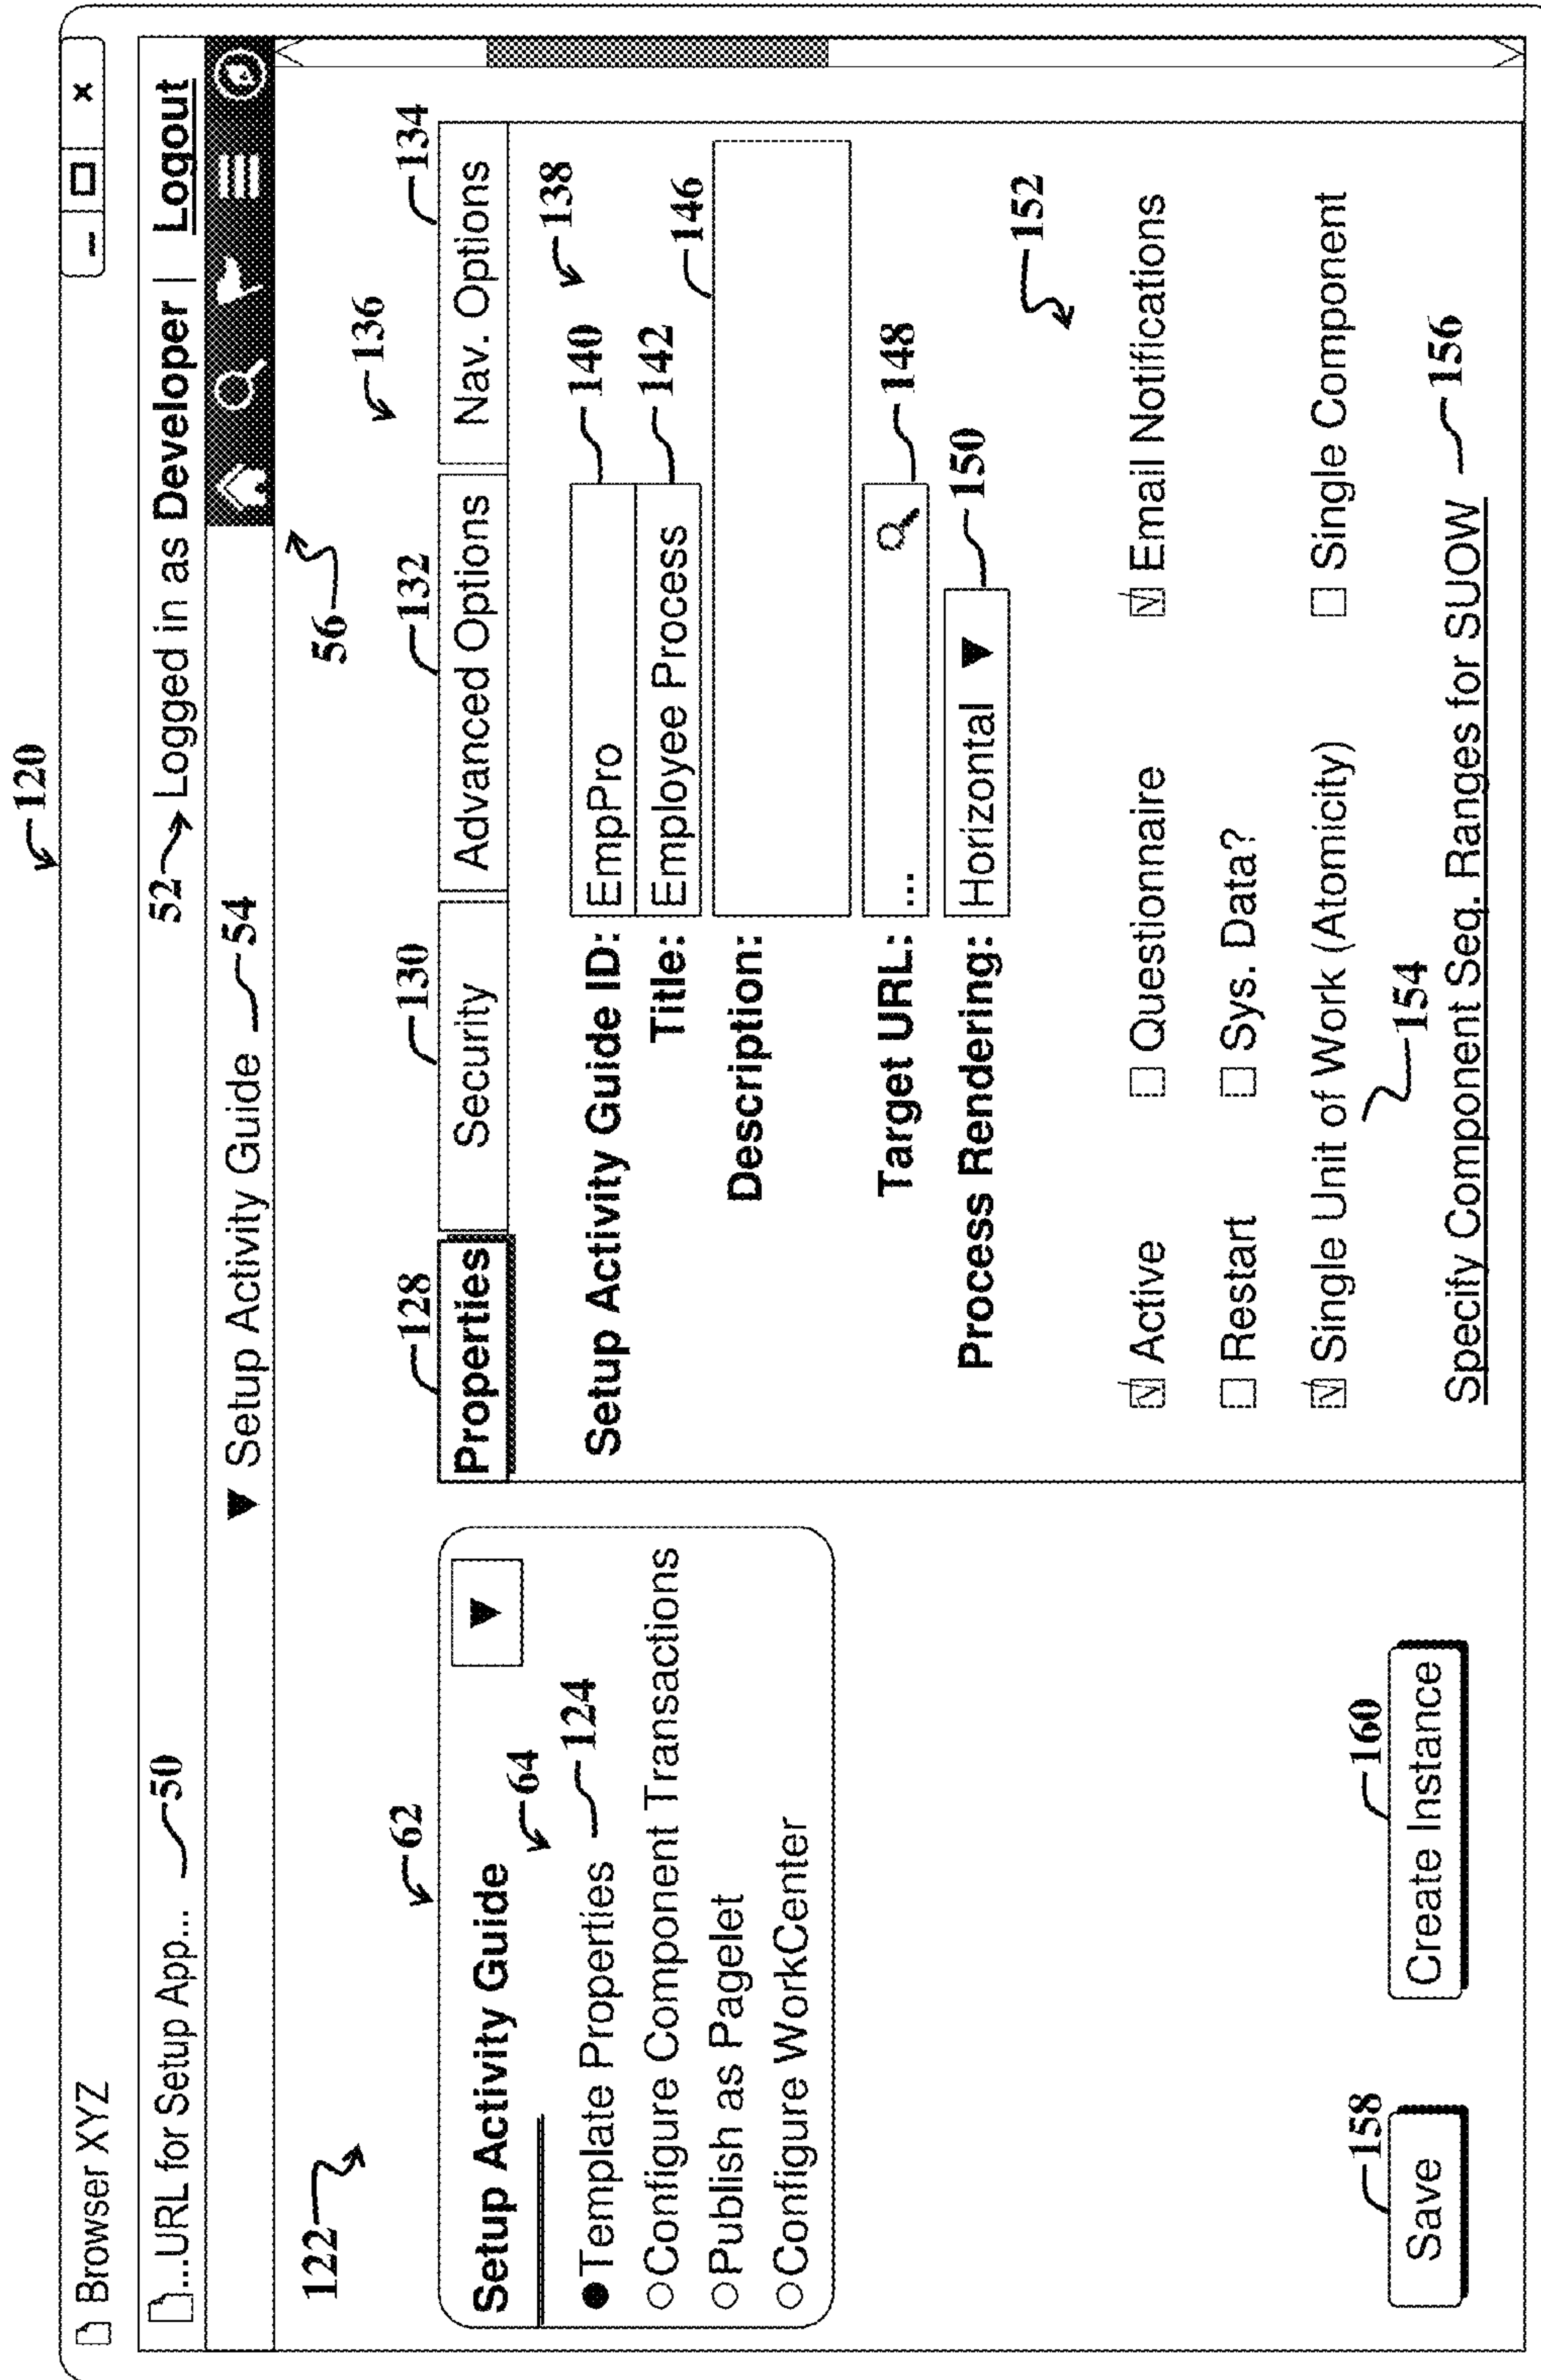 120
Browser XYZ
...URL for Setup App... 50
52 Logged in as Developer | Logout
▼ Setup Activity Guide 54
122
56
136
62
Setup Activity Guide ▼
64
Template Properties 124
Configure Component Transactions
Publish as Pagelet
Configure WorkCenter
128 130 132 134
Properties Security Advanced Options Nav. Options
138
Setup Activity Guide ID: EmpPro 140
Title: Employee Process 142
Description: 146
Target URL: ... 148
Process Rendering: Horizontal ▼ 150
152
Active Questionnaire Email Notifications
Restart Sys. Data?
Single Unit of Work (Atomicity) Single Component
154
Specify Component Seq. Ranges for SUOW 156
158 160
Save Create Instance